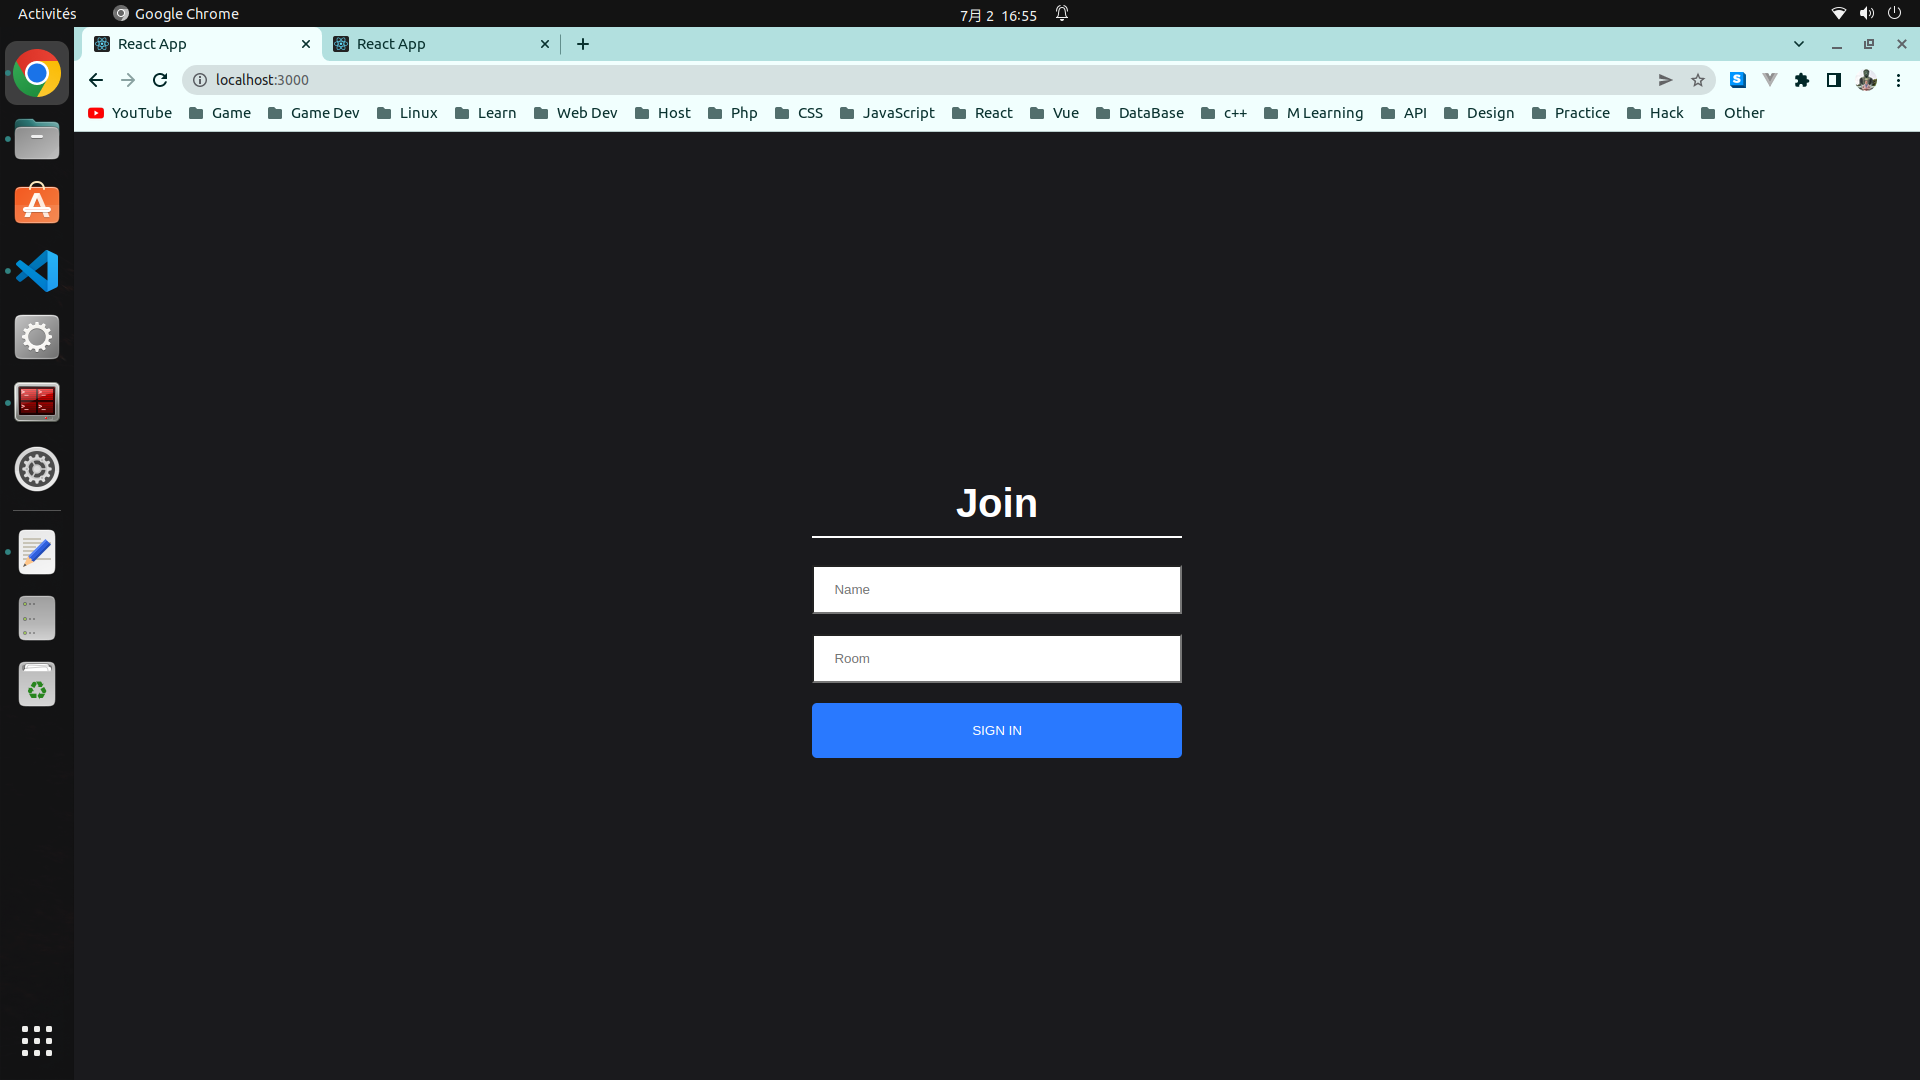 Activités Google Chrome 7月 2 16:55
React App React App
localhost:3000
YouTube Game Game Dev Linux Learn Web Dev Host Php CSS JavaScript React Vue DataBase c++ M Learning API Design Practice Hack Other
Join
Name
Room
SIGN IN